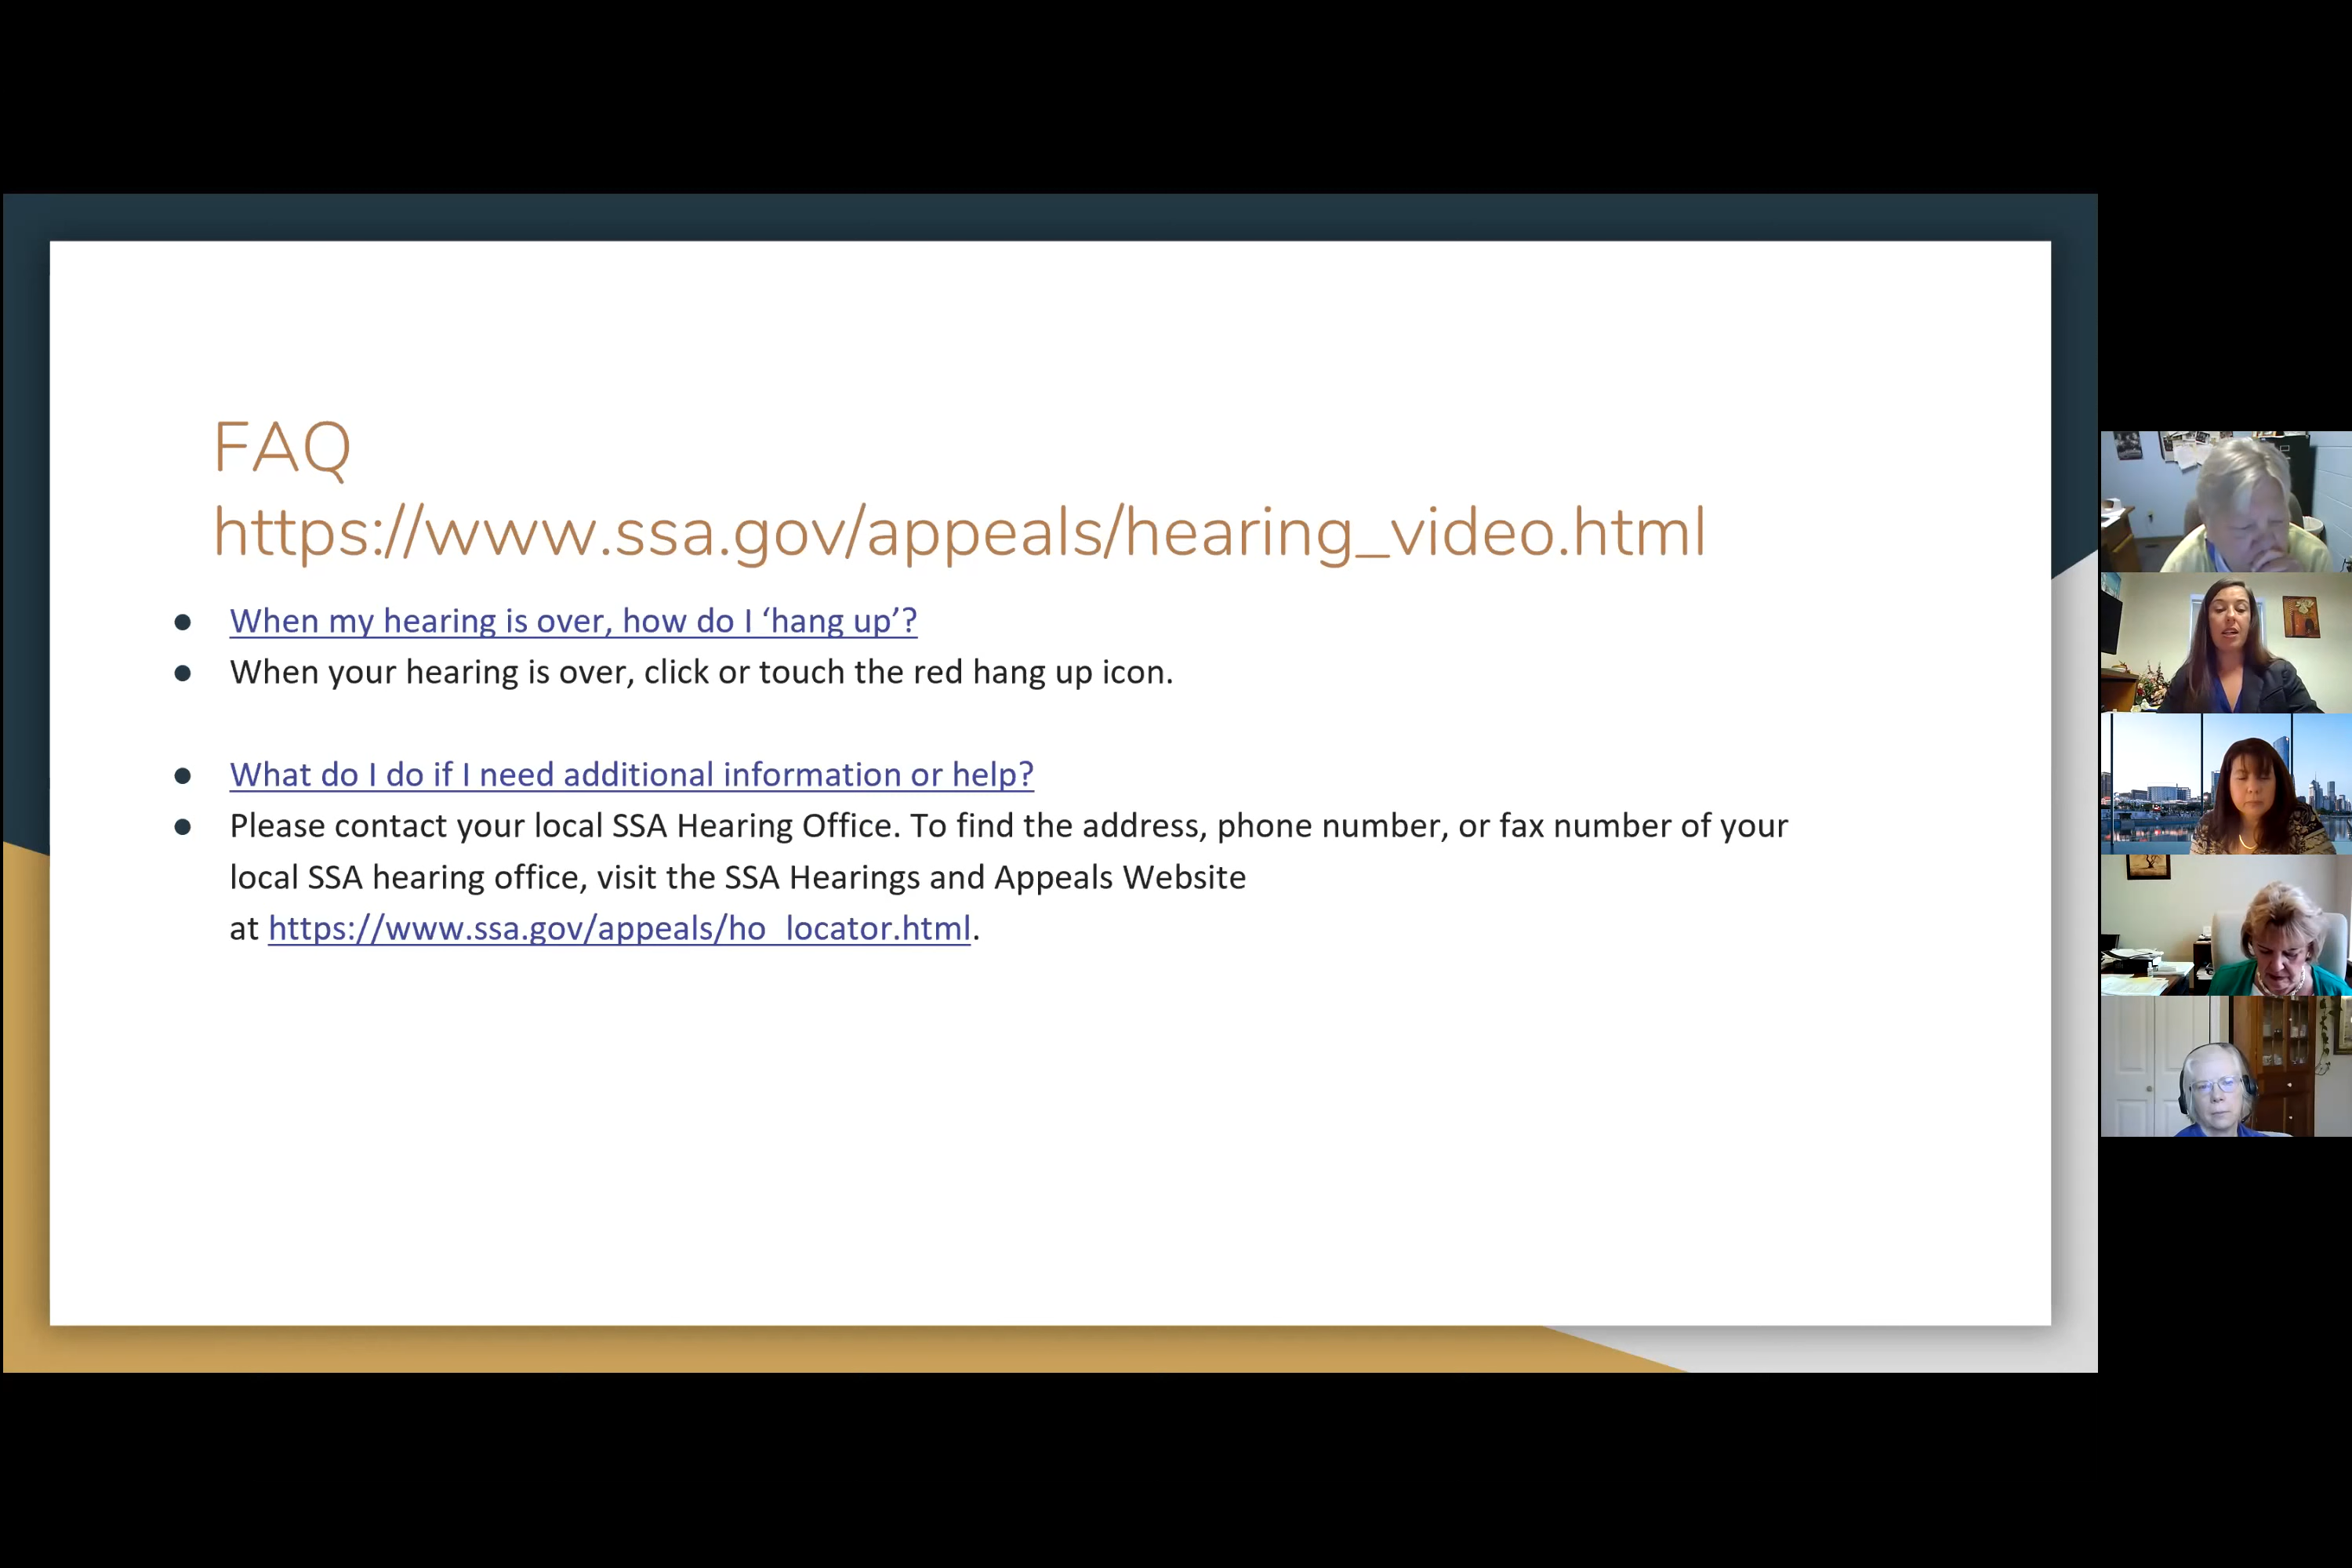 FAQ
https://www.ssa.gov/appeals/hearing_video.html
● When my hearing is over, how do I ‘hang up’?
● When your hearing is over, click or touch the red hang up icon.
● What do I do if I need additional information or help?
● Please contact your local SSA Hearing Office. To find the address, phone number, or fax number of your
local SSA hearing office, visit the SSA Hearings and Appeals Website
at https://www.ssa.gov/appeals/ho_locator.html.